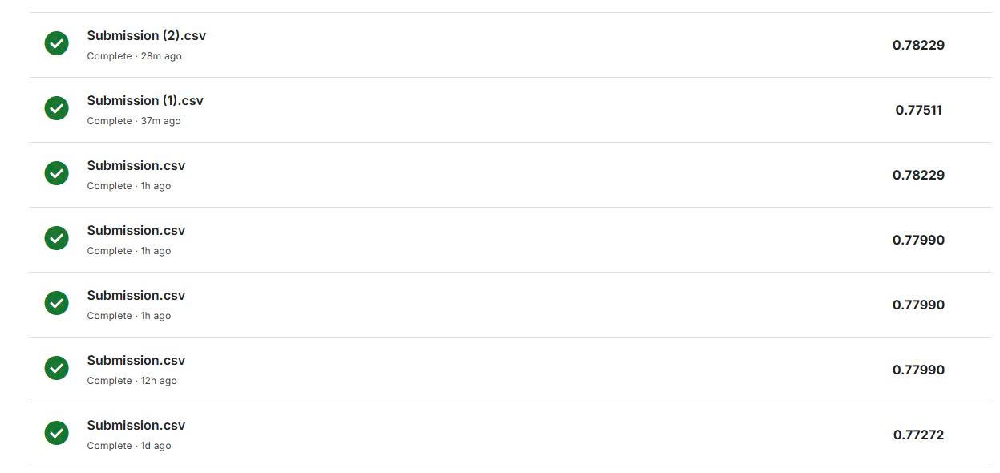 Submission (2).csv
Complete · 28m ago
0.78229
Submission (1).csv
Complete · 37m ago
0.77511
Submission.csv
Complete · 1h ago
0.78229
Submission.csv
Complete · 1h ago
0.77990
Submission.csv
Complete · 1h ago
0.77990
Submission.csv
Complete · 12h ago
0.77990
Submission.csv
Complete · 1d ago
0.77272